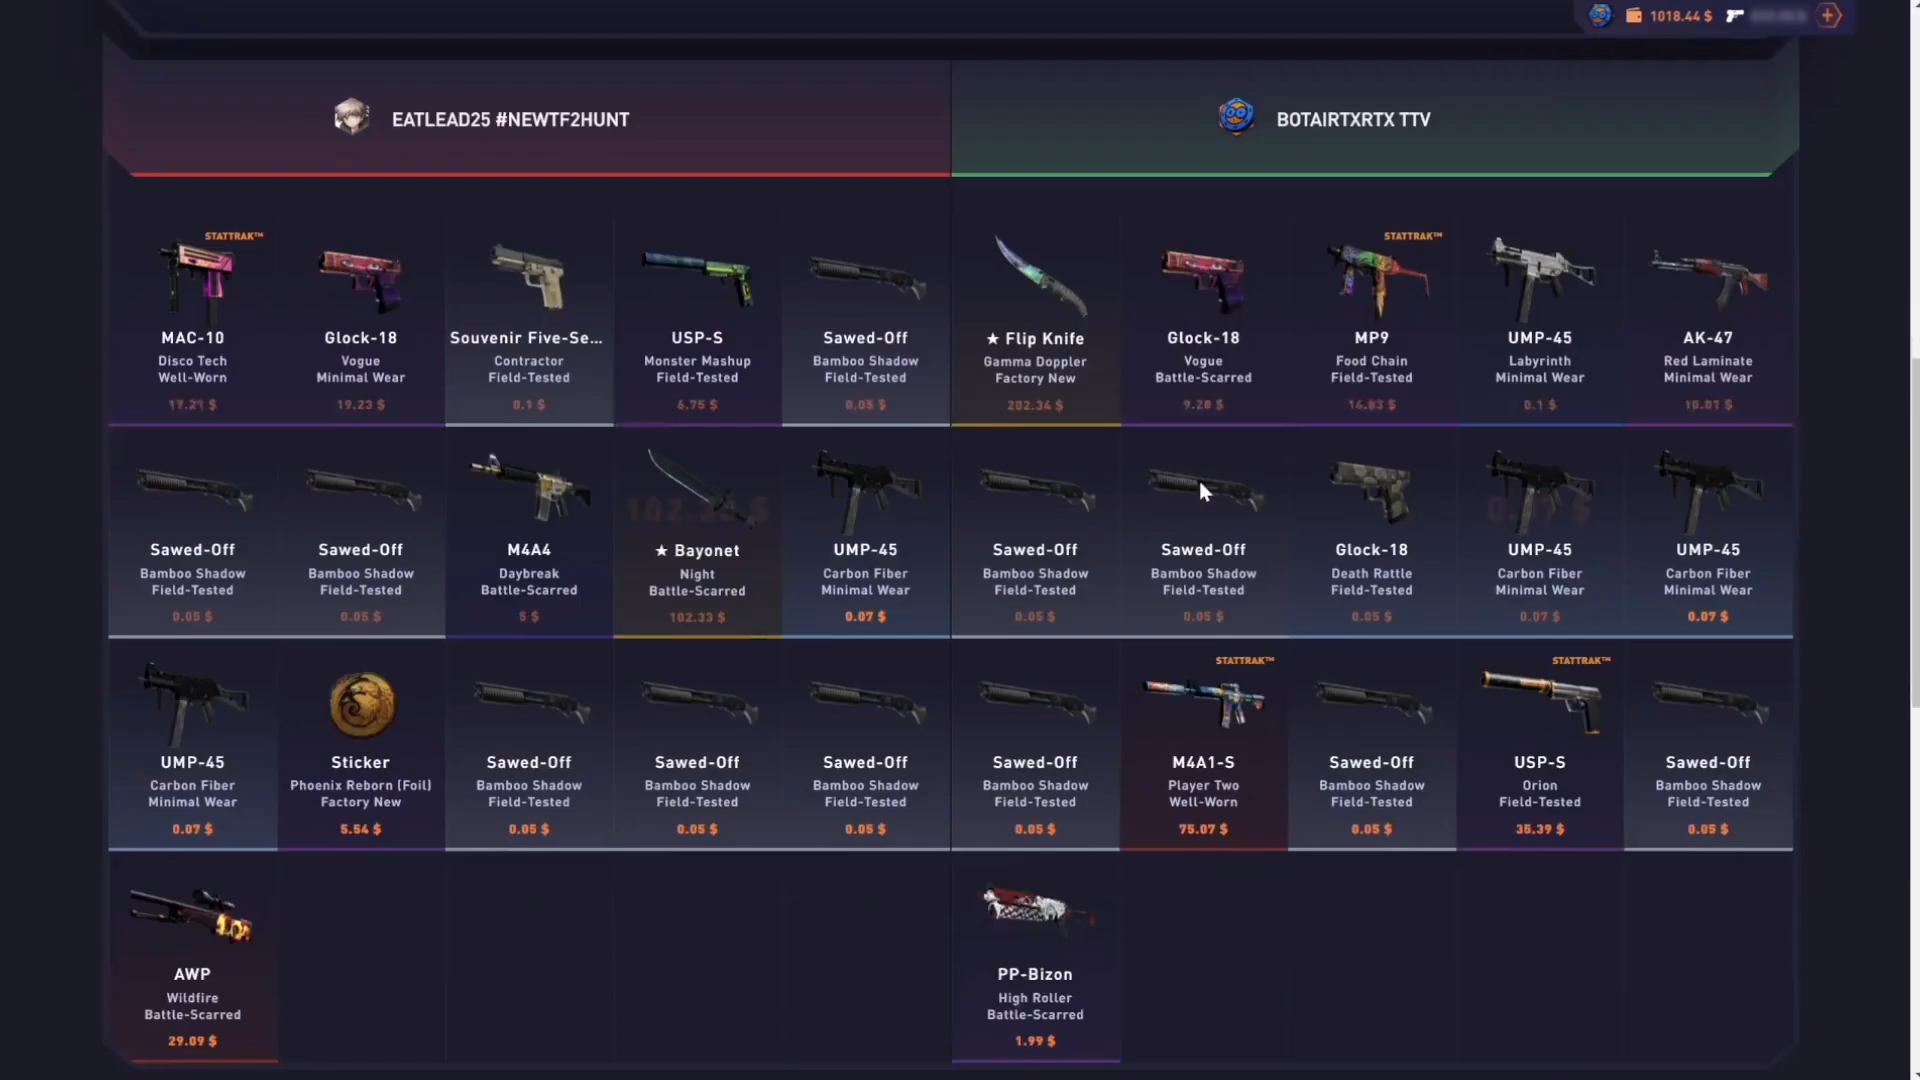 1018.44 $
EATLEAD25 #NEWTF2HUNT
BOTAIRTXRTX TTV
STATTRAK™
MAC-10
Disco Tech
Well-Worn
17.21 $
Glock-18
Vogue
Minimal Wear
19.23 $
Souvenir Five-Se...
Contractor
Field-Tested
0.1 $
USP-S
Monster Mashup
Field-Tested
6.75 $
Sawed-Off
Bamboo Shadow
Field-Tested
0.05 $
★ Flip Knife
Gamma Doppler
Factory New
202.34 $
Glock-18
Vogue
Battle-Scarred
9.20 $
STATTRAK™
MP9
Food Chain
Field-Tested
16.83 $
UMP-45
Labyrinth
Minimal Wear
0.1 $
AK-47
Red Laminate
Minimal Wear
10.01 $
Sawed-Off
Bamboo Shadow
Field-Tested
0.05 $
Sawed-Off
Bamboo Shadow
Field-Tested
0.05 $
M4A4
Daybreak
Battle-Scarred
5 $
★ Bayonet
Night
Battle-Scarred
102.33 $
UMP-45
Carbon Fiber
Minimal Wear
0.07 $
Sawed-Off
Bamboo Shadow
Field-Tested
0.05 $
Sawed-Off
Bamboo Shadow
Field-Tested
0.05 $
Glock-18
Death Rattle
Field-Tested
0.05 $
UMP-45
Carbon Fiber
Minimal Wear
0.07 $
UMP-45
Carbon Fiber
Minimal Wear
0.07 $
UMP-45
Carbon Fiber
Minimal Wear
0.07 $
Sticker
Phoenix Reborn (Foil)
Factory New
5.54 $
Sawed-Off
Bamboo Shadow
Field-Tested
0.05 $
Sawed-Off
Bamboo Shadow
Field-Tested
0.05 $
Sawed-Off
Bamboo Shadow
Field-Tested
0.05 $
Sawed-Off
Bamboo Shadow
Field-Tested
0.05 $
STATTRAK™
M4A1-S
Player Two
Well-Worn
75.07 $
Sawed-Off
Bamboo Shadow
Field-Tested
0.05 $
STATTRAK™
USP-S
Orion
Field-Tested
35.39 $
Sawed-Off
Bamboo Shadow
Field-Tested
0.05 $
AWP
Wildfire
Battle-Scarred
29.09 $
PP-Bizon
High Roller
Battle-Scarred
1.99 $